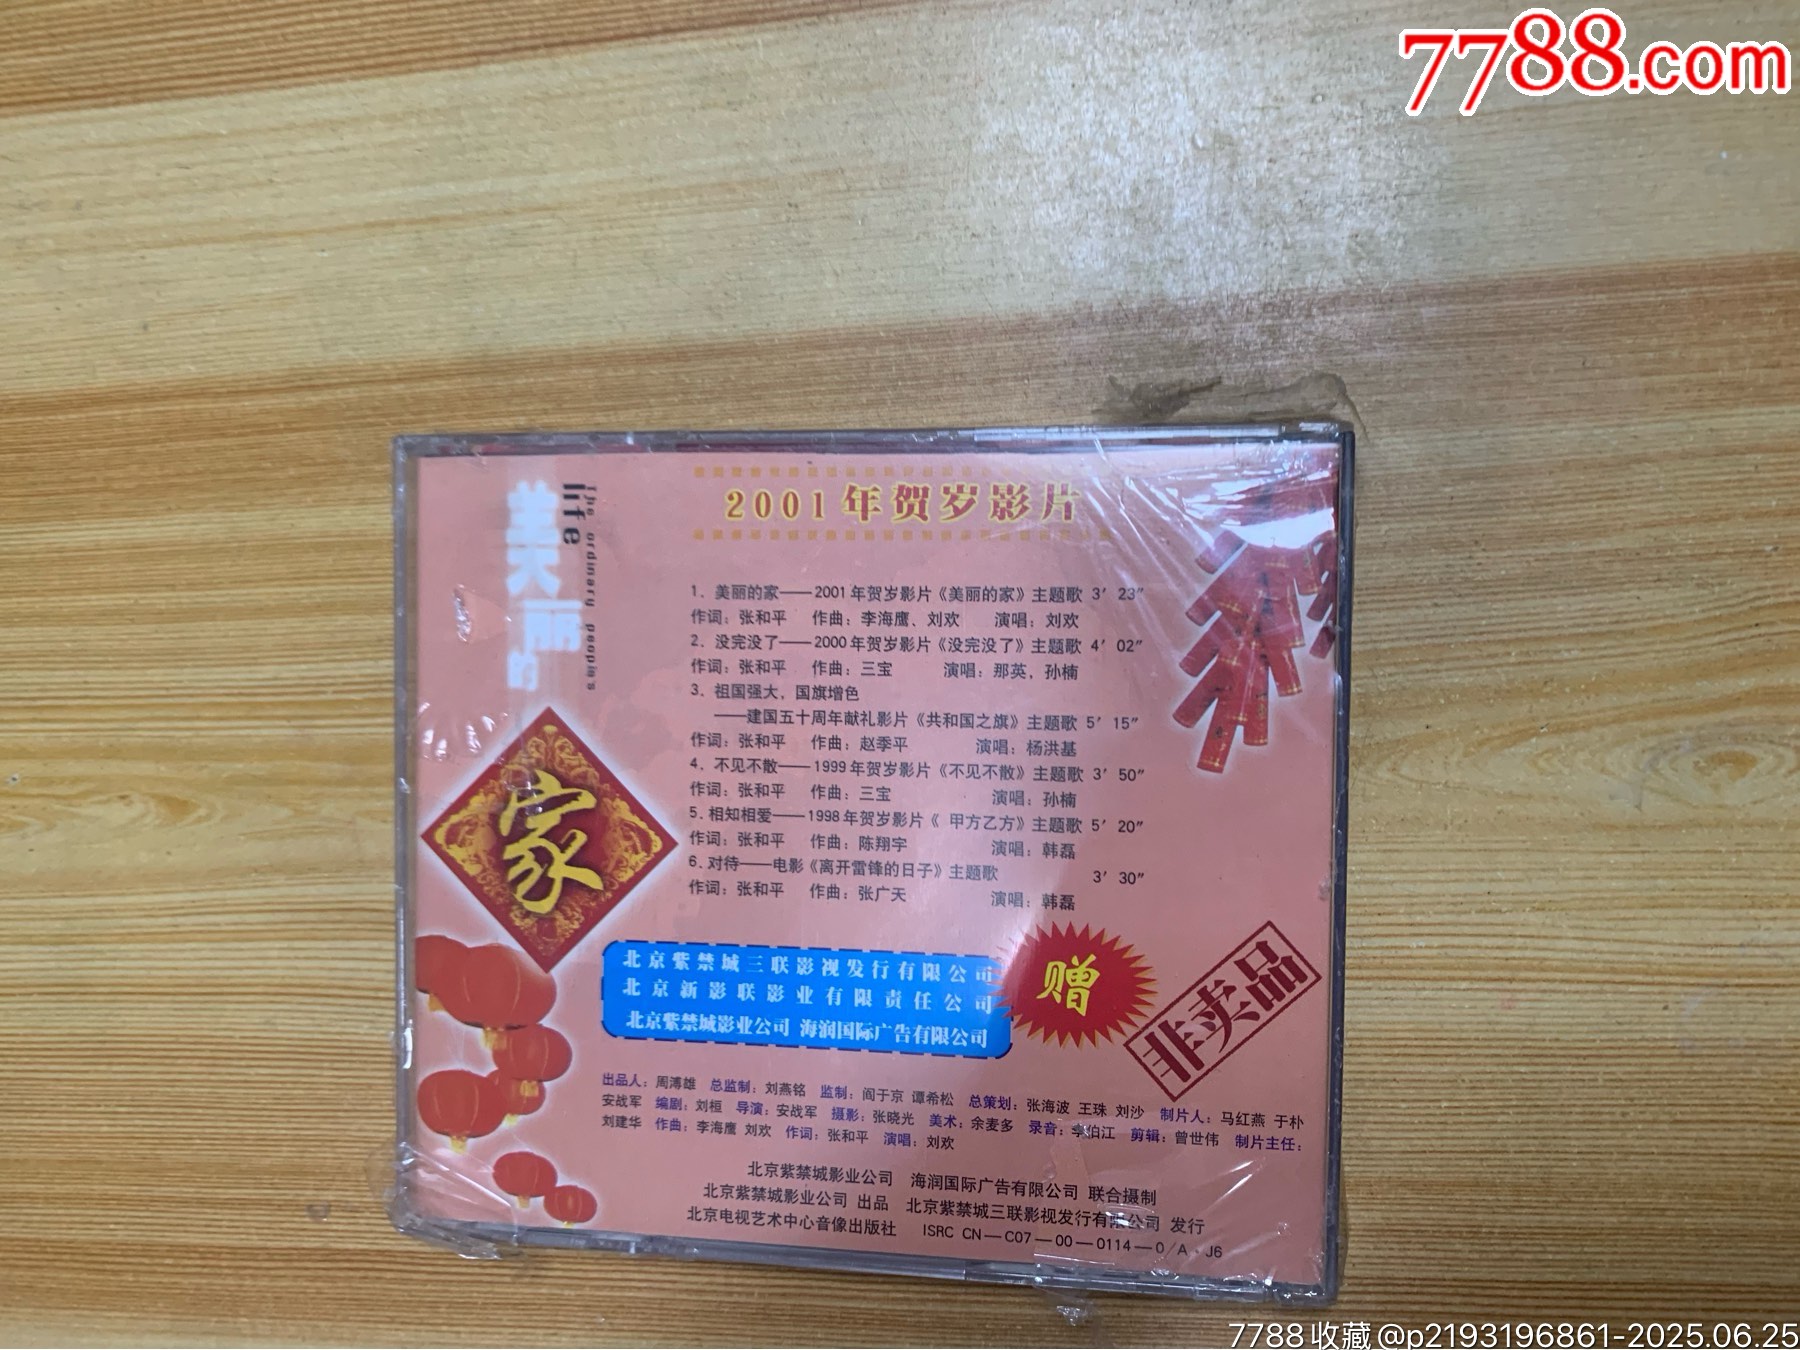 7788.com
美丽的
life
The ordinary people's
家
2001年贺岁影片
1. 美丽的家——2001年贺岁影片《美丽的家》主题歌 3′23″
作词：张和平 作曲：李海鹰、刘欢 演唱：刘欢
2. 没完没了——2000年贺岁影片《没完没了》主题歌 4′02″
作词：张和平 作曲：三宝 演唱：那英，孙楠
3. 祖国强大，国旗增色
——建国五十周年献礼影片《共和国之旗》主题歌 5′15″
作词：张和平 作曲：赵季平 演唱：杨洪基
4. 不见不散——1999年贺岁影片《不见不散》主题歌 3′50″
作词：张和平 作曲：三宝 演唱：孙楠
5. 相知相爱——1998年贺岁影片《 甲方乙方》主题歌 5′20″
作词：张和平 作曲：陈翔宇 演唱：韩磊
6. 对待——电影《离开雷锋的日子》主题歌 3′30″
作词：张和平 作曲：张广天 演唱：韩磊
北京紫禁城三联影视发行有限公司
北京新影联影业有限责任公司
北京紫禁城影业公司 海润国际广告有限公司
赠
非卖品
出品人：周溥雄 总监制：刘燕铭 监制：阎于京 谭希松 总策划：张海波 王珠 刘沙 制片人：马红燕 于朴
安战军 编剧：刘桓 导演：安战军 摄影：张晓光 美术：余麦多 录音：李伯江 剪辑：曾世伟 制片主任：
刘建华 作曲：李海鹰 刘欢 作词：张和平 演唱：刘欢
北京紫禁城影业公司 海润国际广告有限公司 联合摄制
北京紫禁城影业公司 出品 北京紫禁城三联影视发行有限公司 发行
北京电视艺术中心音像出版社 ISRC CN—C07—00—0114—0/A·J6
7788收藏@p2193196861-2025.06.25